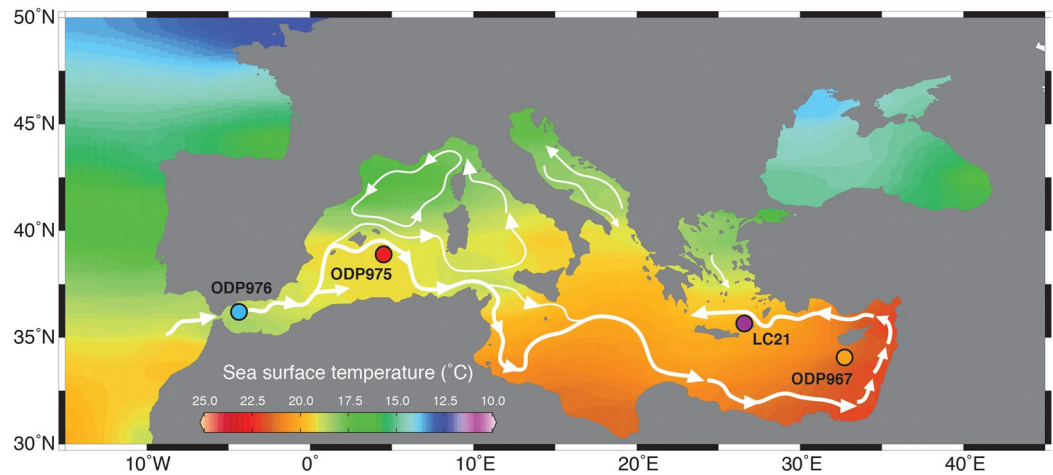 50°N
45°N
40°N
35°N
30°N
ODP976
ODP975
LC21
ODP967
Sea surface temperature (˚C)
25.0 22.5 20.0 17.5 15.0 12.5 10.0
10°W 0° 10°E 20°E 30°E 40°E